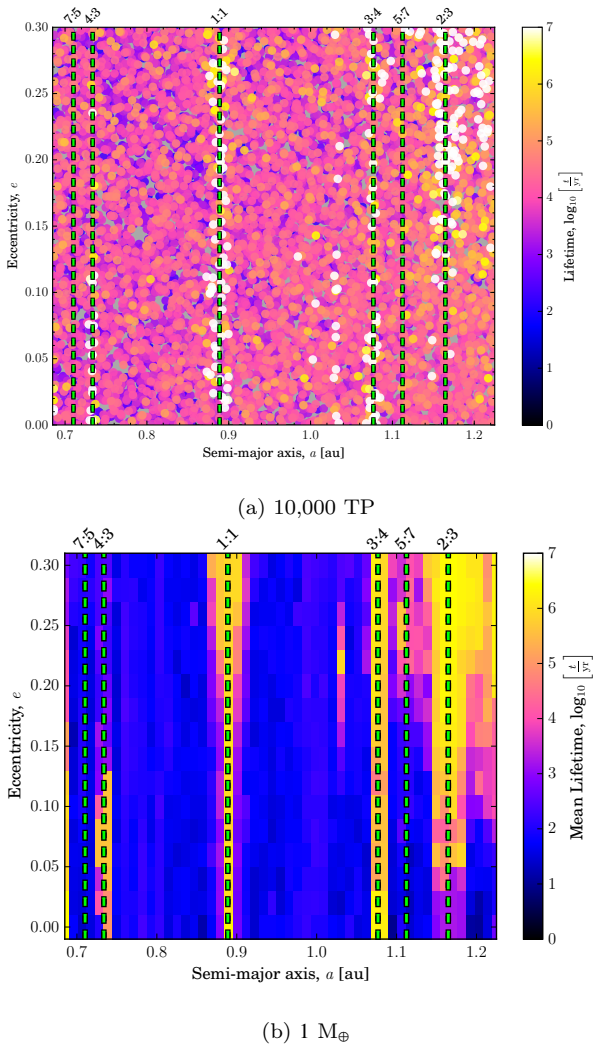 7:5 4:3 1:1 3:4 5:7 2:3
0.30
0.25
0.20
0.15
0.10
0.05
0.00
Eccentricity, e
0.7 0.8 0.9 1.0 1.1 1.2
Semi-major axis, a [au]
7
6
5
4
3
2
1
0
Lifetime, log10 [t/yr]
(a) 10,000 TP
7:5 4:3 1:1 3:4 5:7 2:3
0.30
0.25
0.20
0.15
0.10
0.05
0.00
Eccentricity, e
0.7 0.8 0.9 1.0 1.1 1.2
Semi-major axis, a [au]
7
6
5
4
3
2
1
0
Mean Lifetime, log10 [t/yr]
(b) 1 M⊕